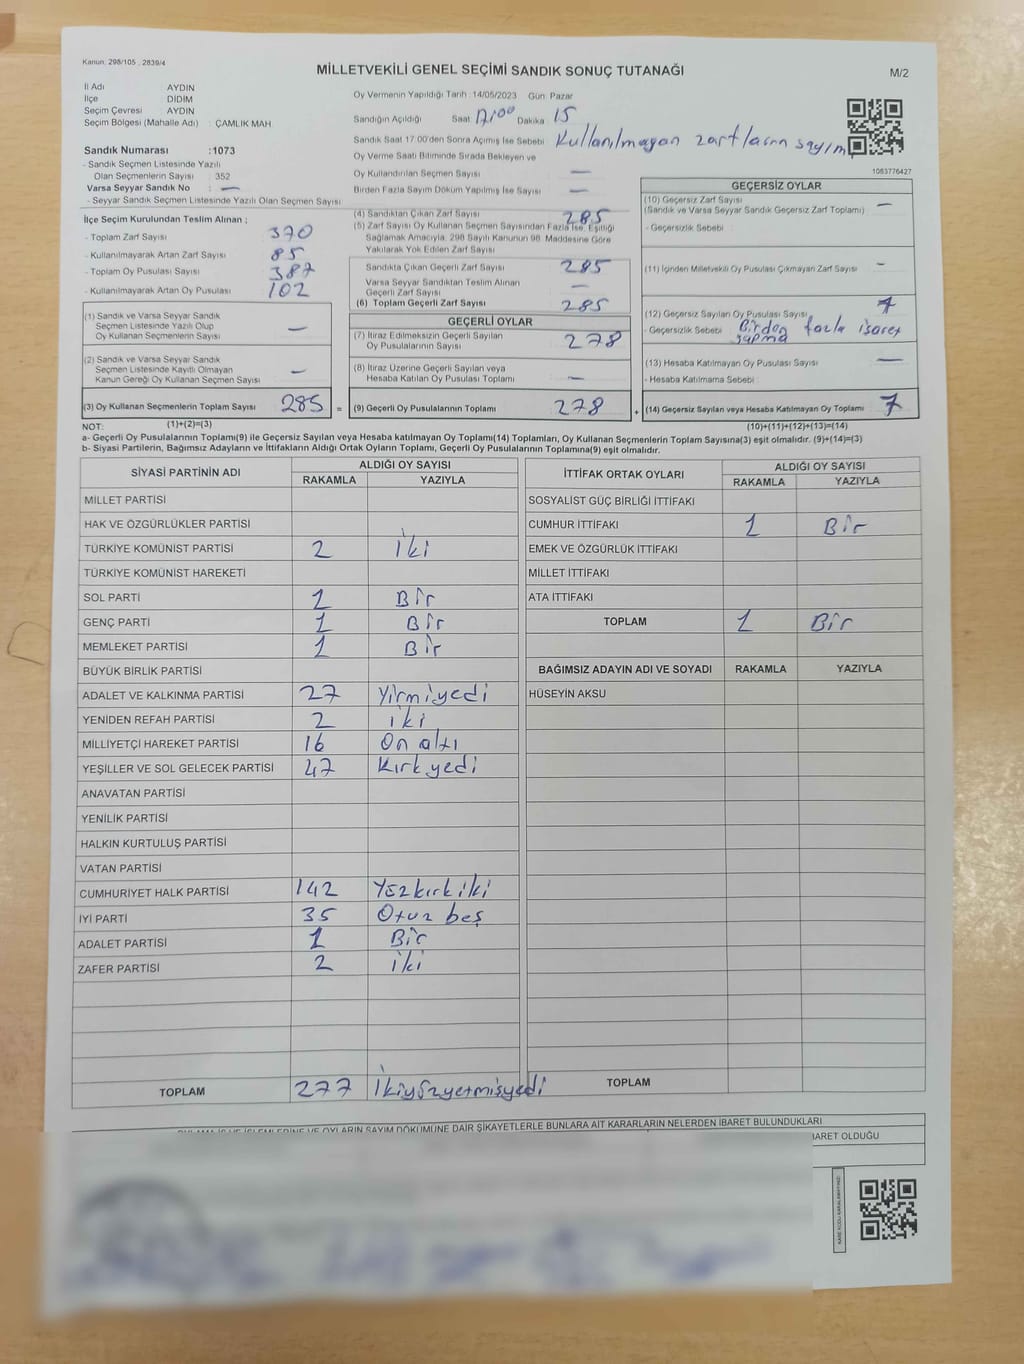 Kanun: 298/105 , 2839/4
MİLLETVEKİLİ GENEL SEÇİMİ SANDIK SONUÇ TUTANAĞI
M/2
İl Adı AYDIN
İlçe DİDİM
Seçim Çevresi AYDIN
Seçim Bölgesi (Mahalle Adı) : ÇAMLIK MAH
Sandık Numarası :1073
- Sandık Seçmen Listesinde Yazılı
Olan Seçmenlerin Sayısı : 352
Varsa Seyyar Sandık No : —
- Seyyar Sandık Seçmen Listesinde Yazılı Olan Seçmen Sayısı
Oy Vermenin Yapıldığı Tarih :14/05/2023 Gün: Pazar
Sandığın Açıldığı Saat 17:00 Dakika 15
Sandık Saat 17.00'den Sonra Açımış İse Sebebi Kullanılmayan zarfların sayım
Oy Verme Saati Bitiminde Sırada Bekleyen ve
Oy Kullandırılan Seçmen Sayısı —
Birden Fazla Sayım Döküm Yapılmış İse Sayısı —
1083776427
İlçe Seçim Kurulundan Teslim Alınan ;
- Toplam Zarf Sayısı 370
- Kullanılmayarak Artan Zarf Sayısı 85
- Toplam Oy Pusulası Sayısı 387
- Kullanılmayarak Artan Oy Pusulası 102
(4) Sandıktan Çıkan Zarf Sayısı 285
(5) Zarf Sayısı Oy Kullanan Seçmen Sayısından Fazla İse, Eşitliği
Sağlamak Amacıyla, 298 Sayılı Kanunun 98. Maddesine Göre
Yakılarak Yok Edilen Zarf Sayısı
Sandıkta Çıkan Geçerli Zarf Sayısı 285
Varsa Seyyar Sandıktan Teslim Alınan
Geçerli Zarf Sayısı —
(6) Toplam Geçerli Zarf Sayısı 285
GEÇERSİZ OYLAR
(10) Geçersiz Zarf Sayısı —
(Sandık ve Varsa Seyyar Sandık Geçersiz Zarf Toplamı)
- Geçersizlik Sebebi :
(11) İçinden Milletvekili Oy Pusulası Çıkmayan Zarf Sayısı -
(12) Geçersiz Sayılan Oy Pusulası Sayısı 7
- Geçersizlik Sebebi : Birden fazla işaret
yapma
(13) Hesaba Katılmayan Oy Pusulası Sayısı —
- Hesaba Katılmama Sebebi :
(1) Sandık ve Varsa Seyyar Sandık
Seçmen Listesinde Yazılı Olup
Oy Kullanan Seçmenlerin Sayısı —
(2) Sandık ve Varsa Seyyar Sandık
Seçmen Listesinde Kayıtlı Olmayan
Kanun Gereği Oy Kullanan Seçmen Sayısı —
GEÇERLİ OYLAR
(7) İtiraz Edilmeksizin Geçerli Sayılan
Oy Pusulalarının Sayısı 278
(8) İtiraz Üzerine Geçerli Sayılan veya
Hesaba Katılan Oy Pusulası Toplamı —
(3) Oy Kullanan Seçmenlerin Toplam Sayısı 285 = (9) Geçerli Oy Pusulalarının Toplamı 278 + (14) Geçersiz Sayılan veya Hesaba Katılmayan Oy Toplamı 7
NOT: (1)+(2)=(3) (10)+(11)+(12)+(13)=(14)
a- Geçerli Oy Pusulalarının Toplamı(9) ile Geçersiz Sayılan veya Hesaba katılmayan Oy Toplamı(14) Toplamları, Oy Kullanan Seçmenlerin Toplam Sayısına(3) eşit olmalıdır. (9)+(14)=(3)
b- Siyasi Partilerin, Bağımsız Adayların ve İttifakların Aldığı Ortak Oyların Toplamı, Geçerli Oy Pusulalarının Toplamına(9) eşit olmalıdır.
SİYASİ PARTİNİN ADI ALDIĞI OY SAYISI
RAKAMLA YAZIYLA
MİLLET PARTİSİ
HAK VE ÖZGÜRLÜKLER PARTİSİ
TÜRKİYE KOMÜNİST PARTİSİ 2 İki
TÜRKİYE KOMÜNİST HAREKETİ
SOL PARTİ 1 Bir
GENÇ PARTİ 1 Bir
MEMLEKET PARTİSİ 1 Bir
BÜYÜK BİRLİK PARTİSİ
ADALET VE KALKINMA PARTİSİ 27 Yirmiyedi
YENİDEN REFAH PARTİSİ 2 iki
MİLLİYETÇİ HAREKET PARTİSİ 16 On altı
YEŞİLLER VE SOL GELECEK PARTİSİ 47 Kırkyedi
ANAVATAN PARTİSİ
YENİLİK PARTİSİ
HALKIN KURTULUŞ PARTİSİ
VATAN PARTİSİ
CUMHURİYET HALK PARTİSİ 142 Yüzkırkiki
İYİ PARTİ 35 Otuz beş
ADALET PARTİSİ 1 Bir
ZAFER PARTİSİ 2 iki
TOPLAM 277 İkiyüzyetmişyedi
İTTİFAK ORTAK OYLARI ALDIĞI OY SAYISI
RAKAMLA YAZIYLA
SOSYALİST GÜÇ BİRLİĞİ İTTİFAKI
CUMHUR İTTİFAKI 1 Bir
EMEK VE ÖZGÜRLÜK İTTİFAKI
MİLLET İTTİFAKI
ATA İTTİFAKI
TOPLAM 1 Bir
BAĞIMSIZ ADAYIN ADI VE SOYADI RAKAMLA YAZIYLA
HÜSEYİN AKSU
TOPLAM
OYLARIN SAYIM DÖKÜMÜNE DAİR ŞİKAYETLERLE BUNLARA AİT KARARLARIN NELERDEN İBARET BULUNDUKLARI
İBARET OLDUĞU